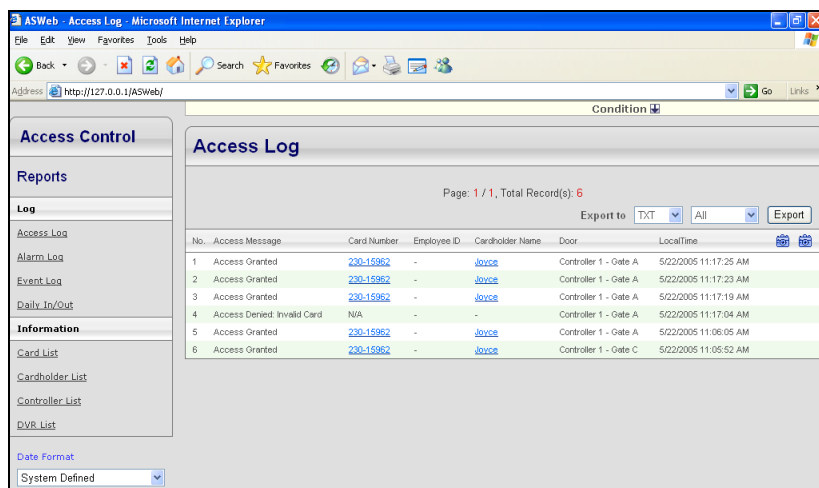 ASWeb - Access Log - Microsoft Internet Explorer
File Edit View Favorites Tools Help
Back Search Favorites
Address http://127.0.0.1/ASWeb/ Go Links
Condition
Access Control
Access Log
Reports
Page: 1 / 1, Total Record(s): 6
Log
Export to TXT All Export
Access Log
No. Access Message Card Number Employee ID Cardholder Name Door LocalTime
Alarm Log
1 Access Granted 230-15962 - Joyce Controller 1 - Gate A 5/22/2005 11:17:25 AM
Event Log
2 Access Granted 230-15962 - Joyce Controller 1 - Gate A 5/22/2005 11:17:23 AM
3 Access Granted 230-15962 - Joyce Controller 1 - Gate A 5/22/2005 11:17:19 AM
Daily In/Out
4 Access Denied: Invalid Card N/A - - Controller 1 - Gate A 5/22/2005 11:17:04 AM
Information
5 Access Granted 230-15962 - Joyce Controller 1 - Gate A 5/22/2005 11:06:05 AM
Card List
6 Access Granted 230-15962 - Joyce Controller 1 - Gate C 5/22/2005 11:05:52 AM
Cardholder List
Controller List
DVR List
Date Format
System Defined